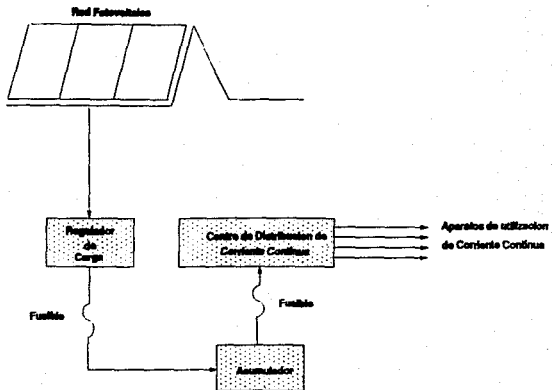 Red Fotovoltaica
Regulador
de
Carga
Centro de Distribucion de
Corriente Continua
Aparatos de utilizacion
de Corriente Continua
Fusible
Fusible
Acumulador